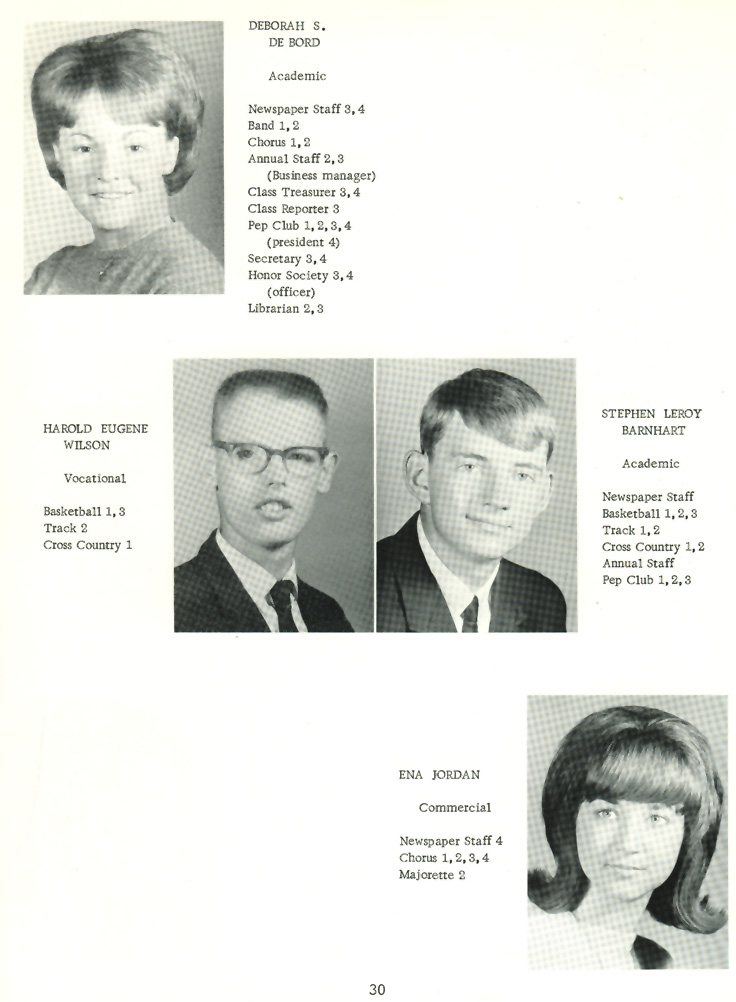 DEBORAH S.
DE BORD
Academic
Newspaper Staff 3, 4
Band 1, 2
Chorus 1, 2
Annual Staff 2, 3
(Business manager)
Class Treasurer 3, 4
Class Reporter 3
Pep Club 1, 2, 3, 4
(president 4)
Secretary 3, 4
Honor Society 3, 4
(officer)
Librarian 2, 3
HAROLD EUGENE
WILSON
Vocational
Basketball 1, 3
Track 2
Cross Country 1
STEPHEN LEROY
BARNHART
Academic
Newspaper Staff
Basketball 1, 2, 3
Track 1, 2
Cross Country 1, 2
Annual Staff
Pep Club 1, 2, 3
ENA JORDAN
Commercial
Newspaper Staff 4
Chorus 1, 2, 3, 4
Majorette 2
30